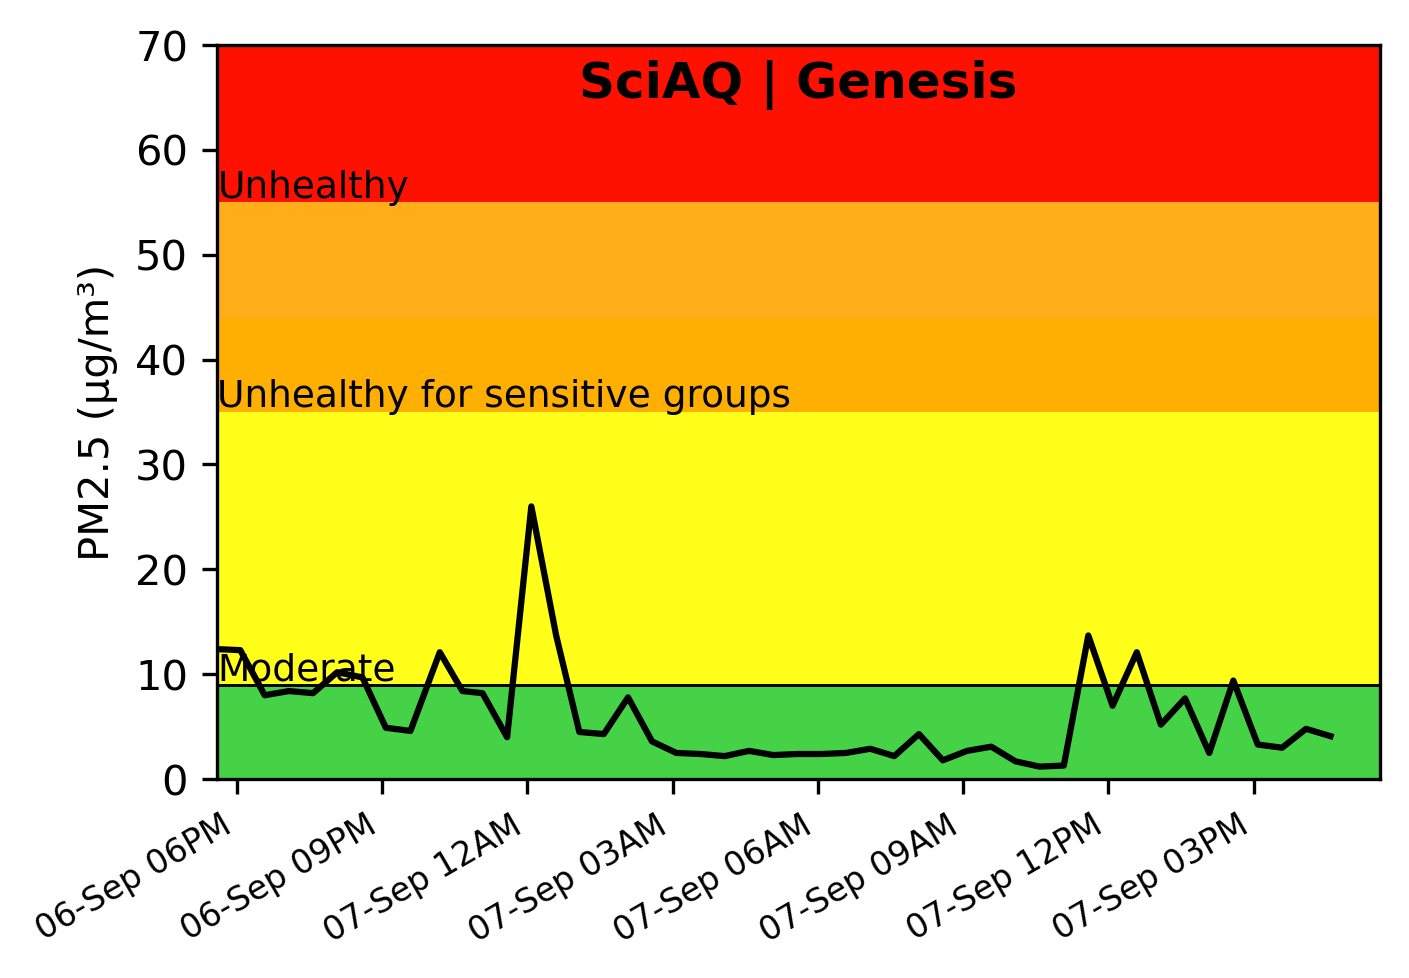 SciAQ | Genesis
PM2.5 (µg/m³)
70
60
Unhealthy
50
40
Unhealthy for sensitive groups
30
20
10
Moderate
0
06-Sep 06PM
06-Sep 09PM
07-Sep 12AM
07-Sep 03AM
07-Sep 06AM
07-Sep 09AM
07-Sep 12PM
07-Sep 03PM